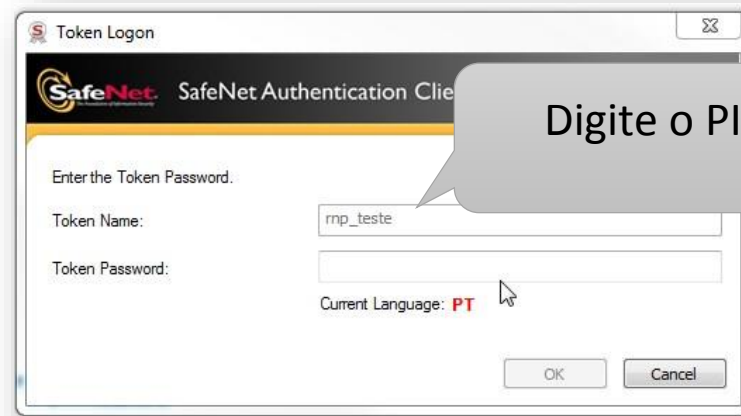 Token Logon
SafeNet. SafeNet Authentication Clie
Digite o PI
Enter the Token Password.
Token Name: rnp_teste
Token Password:
Current Language: PT
OK Cancel